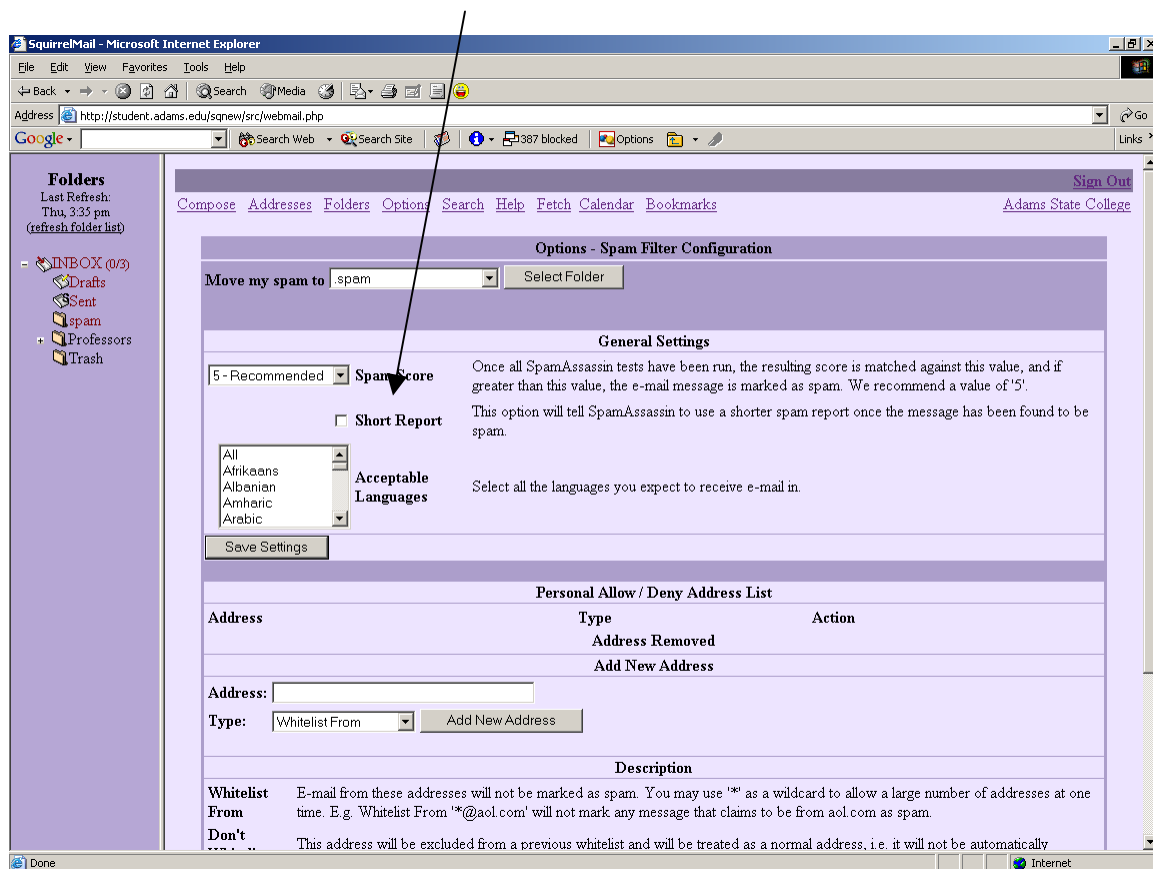 SquirrelMail - Microsoft Internet Explorer
File Edit View Favorites Tools Help
Back Search Media
Address http://student.adams.edu/sqnew/src/webmail.php Go
Google Search Web Search Site 387 blocked Options Links
Folders
Last Refresh:
Thu, 3:35 pm
(refresh folder list)
INBOX (0/3)
Drafts
Sent
spam
Professors
Trash
Sign Out
Compose Addresses Folders Options Search Help Fetch Calendar Bookmarks Adams State College
Options - Spam Filter Configuration
Move my spam to .spam Select Folder
General Settings
5 - Recommended Spam Score
Once all SpamAssassin tests have been run, the resulting score is matched against this value, and if
greater than this value, the e-mail message is marked as spam. We recommend a value of '5'.
Short Report
This option will tell SpamAssassin to use a shorter spam report once the message has been found to be
spam.
All
Afrikaans
Albanian
Amharic
Arabic
Acceptable
Languages
Select all the languages you expect to receive e-mail in.
Save Settings
Personal Allow / Deny Address List
Address Type Action
Address Removed
Add New Address
Address:
Type: Whitelist From Add New Address
Description
Whitelist
From
E-mail from these addresses will not be marked as spam. You may use '*' as a wildcard to allow a large number of addresses at one
time. E.g. Whitelist From '*@aol.com' will not mark any message that claims to be from aol.com as spam.
Don't
This address will be excluded from a previous whitelist and will be treated as a normal address, i.e. it will not be automatically
Done Internet